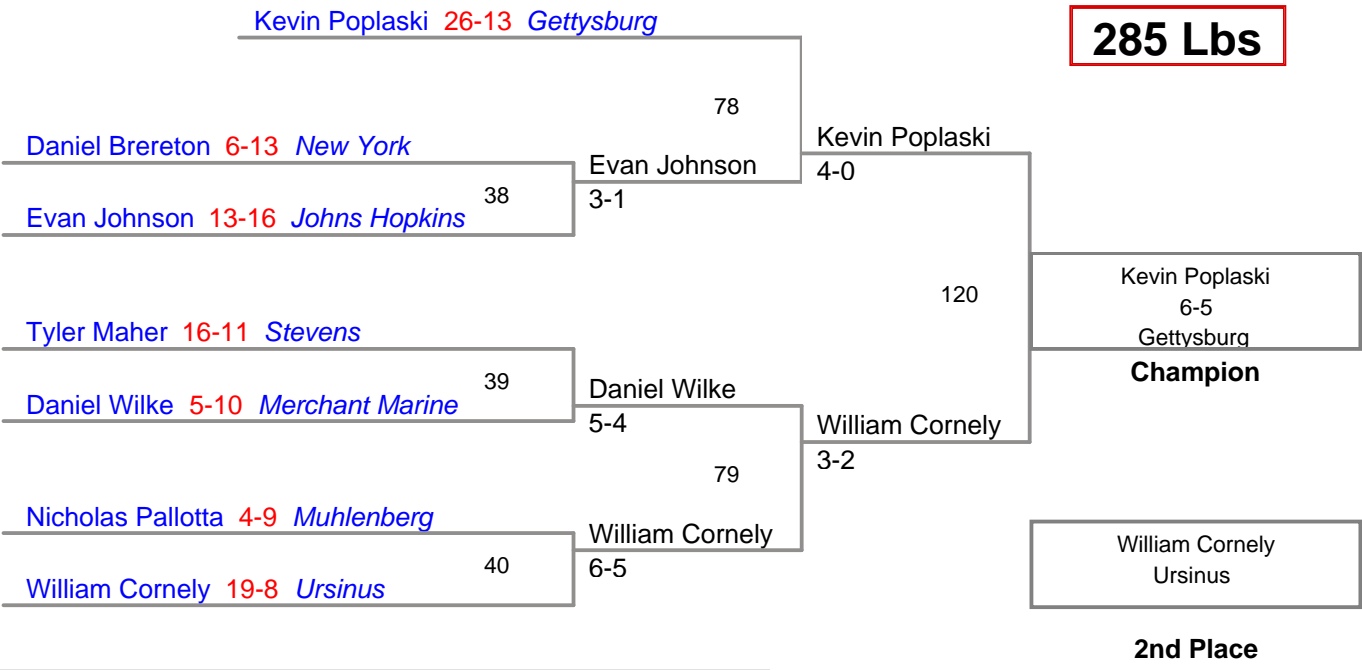 Kevin Poplaski 26-13 Gettysburg
285 Lbs
78
Daniel Brereton 6-13 New York
Kevin Poplaski
Evan Johnson
4-0
38
3-1
Evan Johnson 13-16 Johns Hopkins
Kevin Poplaski
120
6-5
Tyler Maher 16-11 Stevens
Gettysburg
Champion
39
Daniel Wilke
Daniel Wilke 5-10 Merchant Marine
5-4
William Cornely
3-2
79
Nicholas Pallotta 4-9 Muhlenberg
William Cornely
William Cornely
40
6-5
Ursinus
William Cornely 19-8 Ursinus
2nd Place